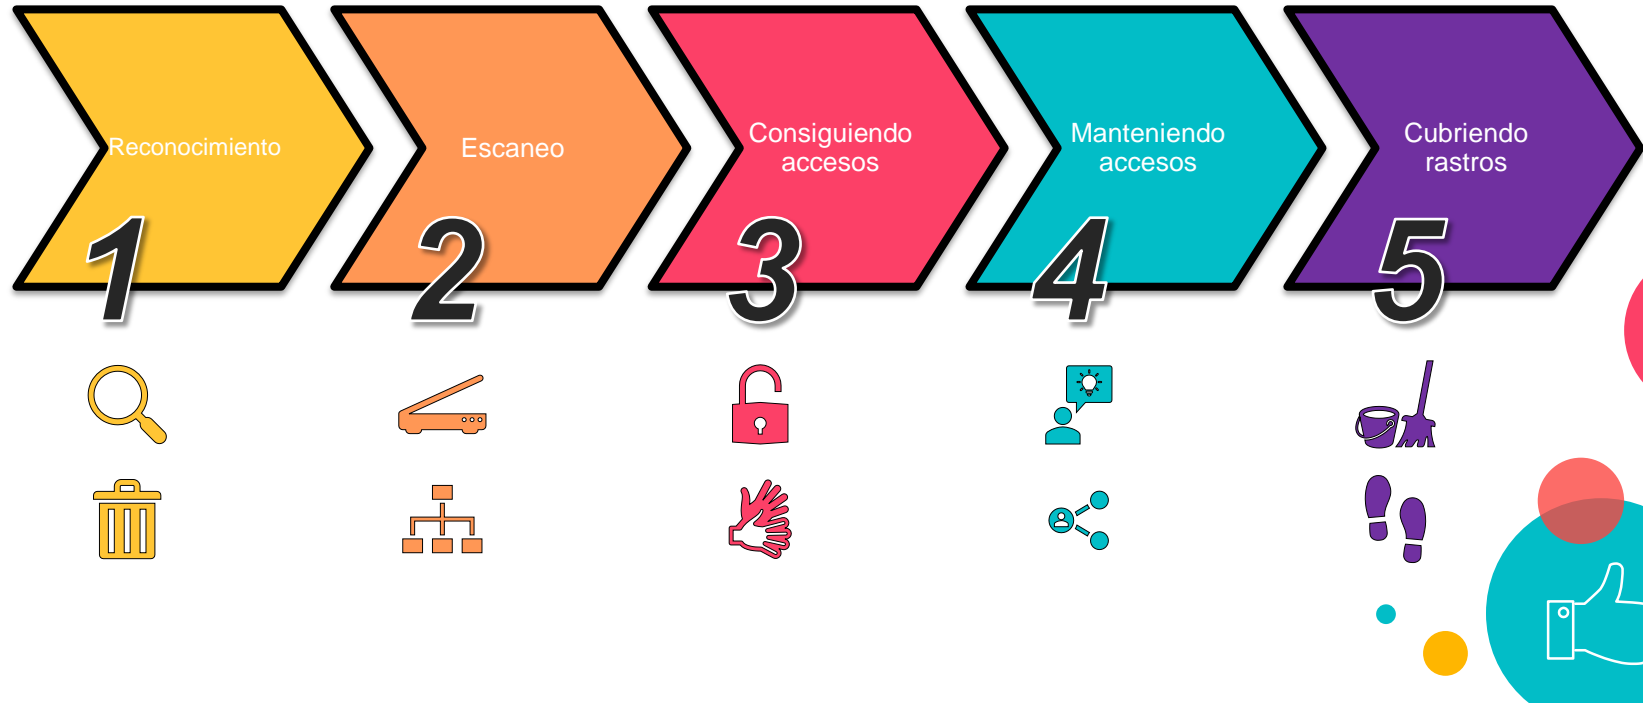 Reconocimiento
Escaneo
Consiguiendo
accesos
Manteniendo
accesos
Cubriendo
rastros
1
2
3
4
5